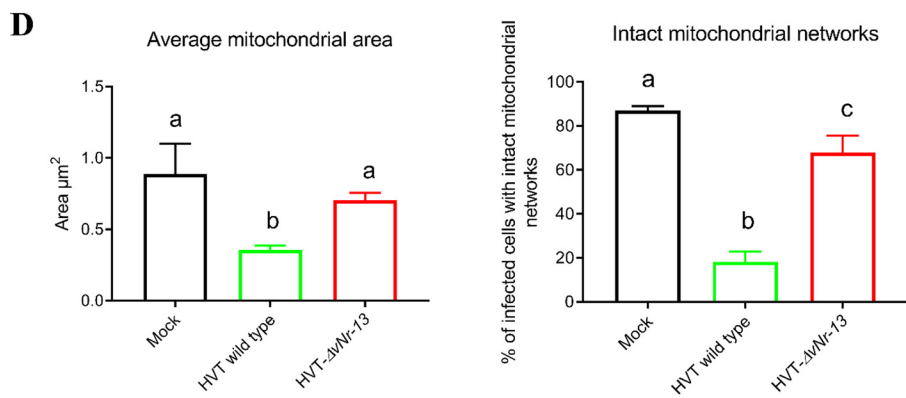 D
Average mitochondrial area
Area µm²
1.5
1.0
0.5
0.0
a
b
a
Mock
HVT wild type
HVT-ΔvNr-13
Intact mitochondrial networks
% of infected cells with intact mitochondrial
networks
100
80
60
40
20
0
a
b
c
Mock
HVT wild type
HVT-ΔvNr-13